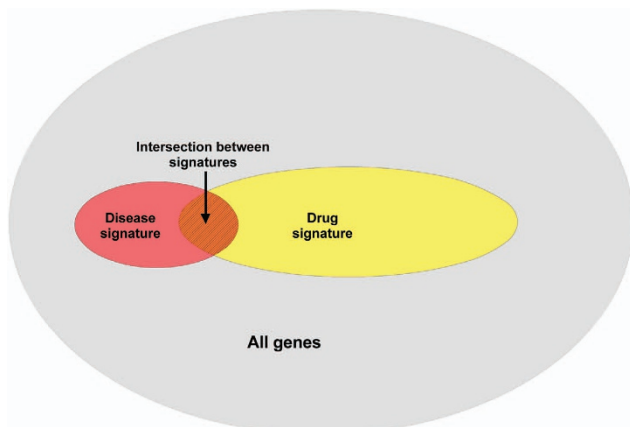 Intersection between
signatures
Disease
signature
Drug
signature
All genes